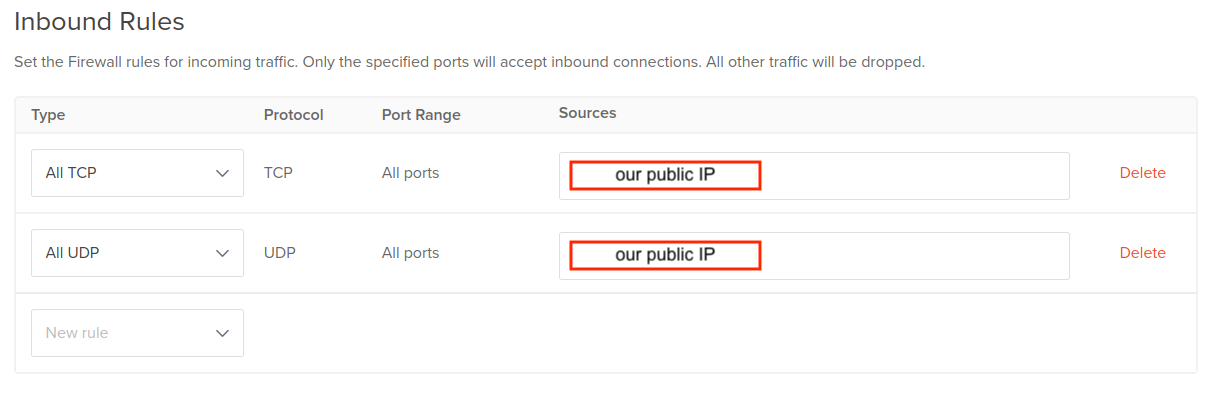 Inbound Rules
Set the Firewall rules for incoming traffic. Only the specified ports will accept inbound connections. All other traffic will be dropped.
Type Protocol Port Range Sources
All TCP TCP All ports our public IP Delete
All UDP UDP All ports our public IP Delete
New rule